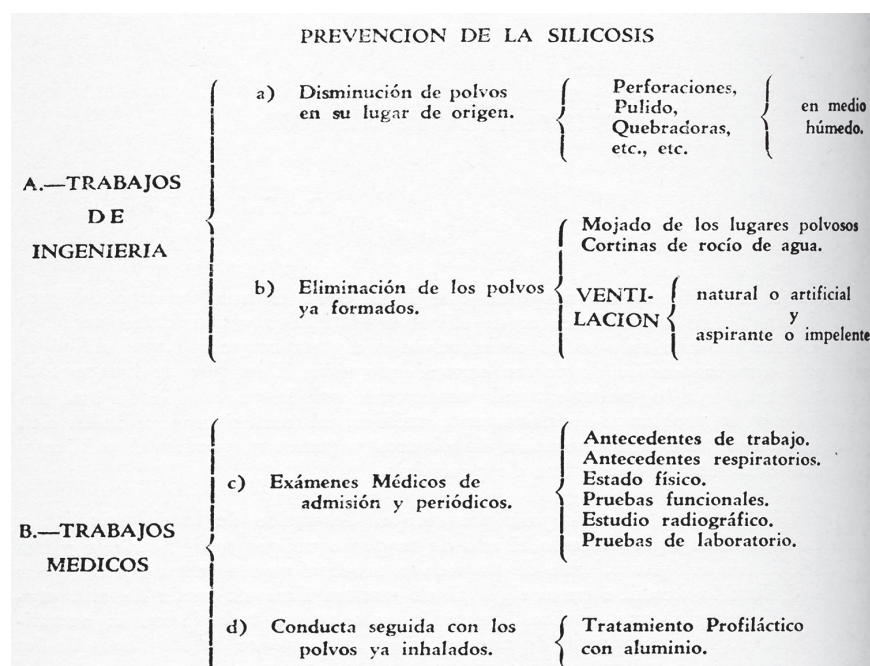 PREVENCION DE LA SILICOSIS
A.—TRABAJOS
DE
INGENIERIA
a) Disminución de polvos
en su lugar de origen.
Perforaciones,
Pulido,
Quebradoras,
etc., etc.
en medio
húmedo.
b) Eliminación de los polvos
ya formados.
Mojado de los lugares polvosos
Cortinas de rocío de agua.
VENTI-
LACION
natural o artificial
y
aspirante o impelente
B.—TRABAJOS
MEDICOS
c) Exámenes Médicos de
admisión y periódicos.
Antecedentes de trabajo.
Antecedentes respiratorios.
Estado físico.
Pruebas funcionales.
Estudio radiográfico.
Pruebas de laboratorio.
d) Conducta seguida con los
polvos ya inhalados.
Tratamiento Profiláctico
con aluminio.